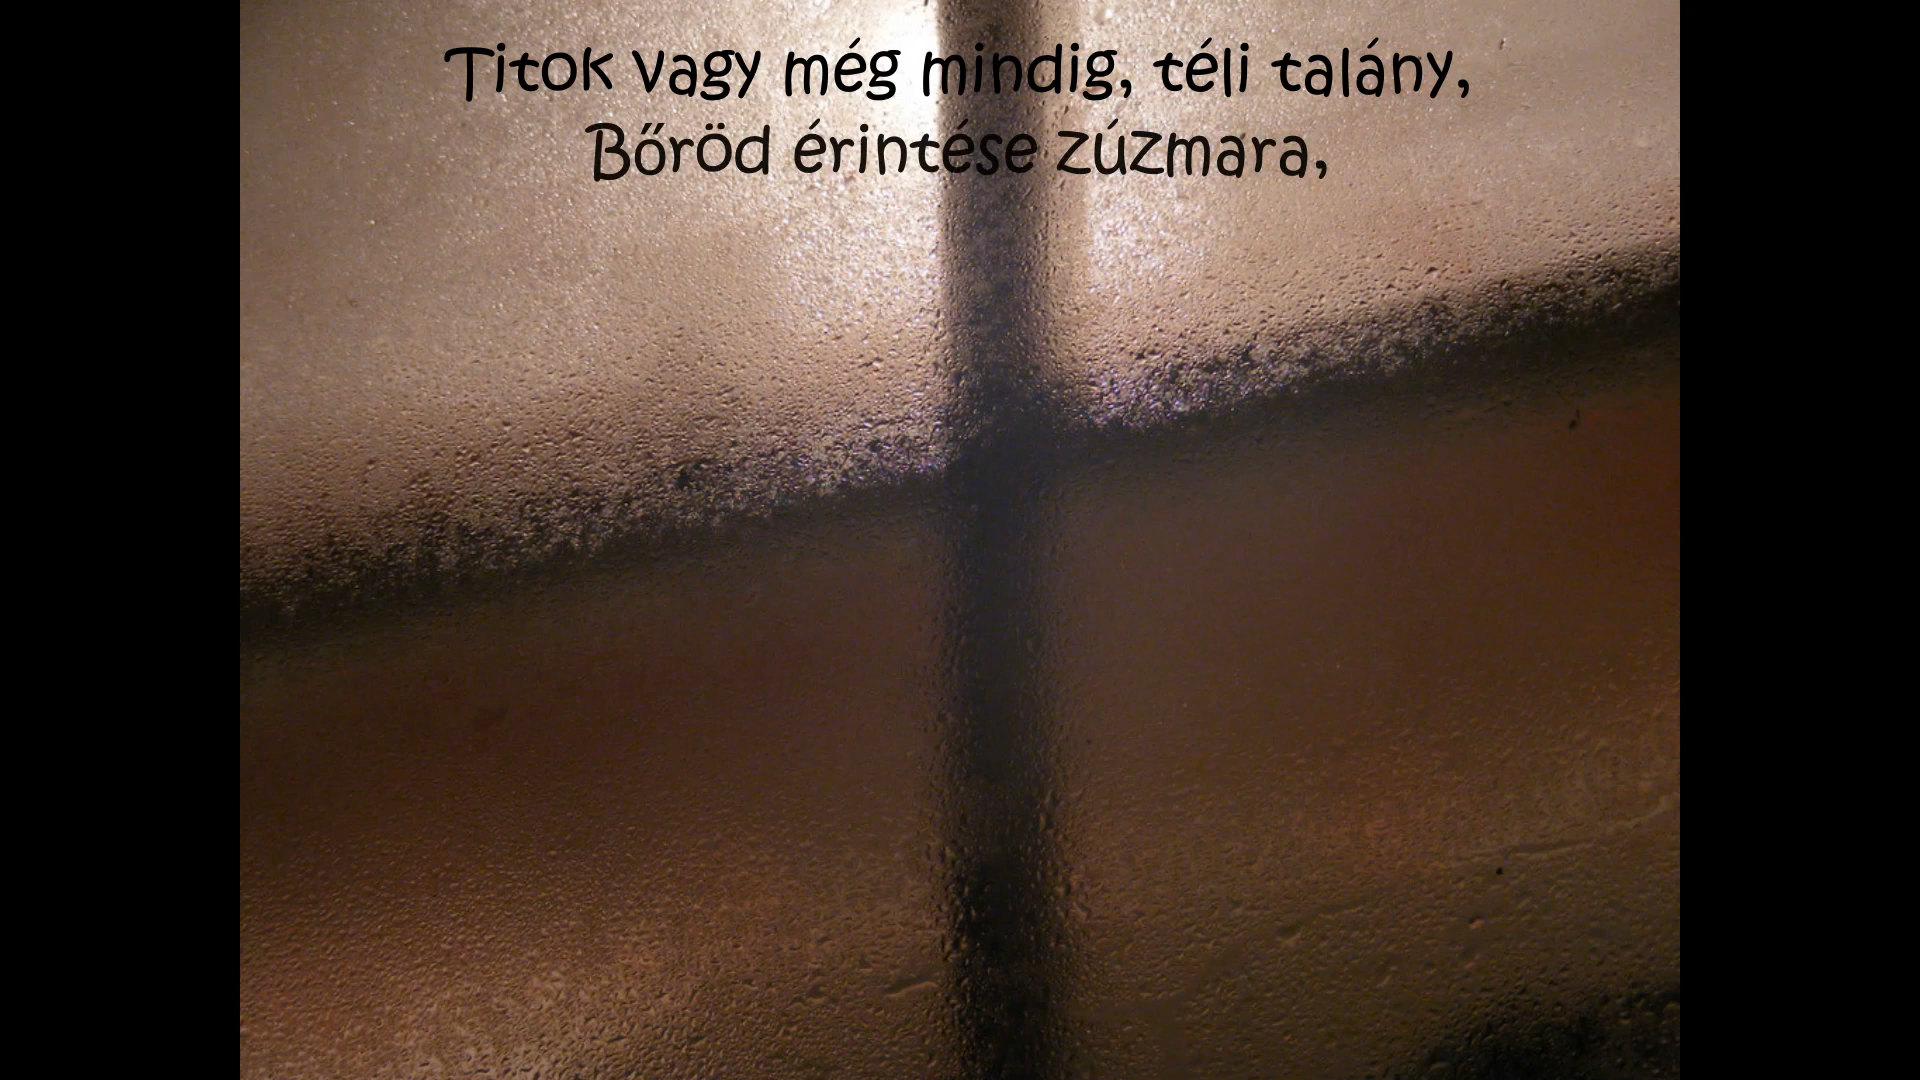 Titok vagy még mindig, téli talány,
Bőröd érintése zúzmara,